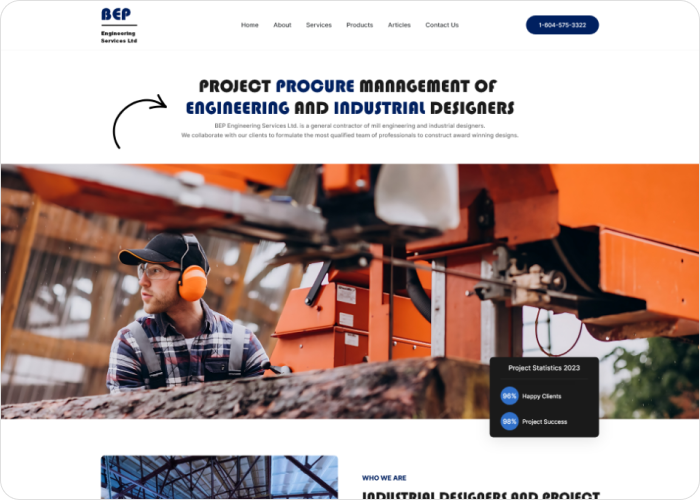 BEP
Engineering
Services Ltd
Home About Services Products Articles Contact Us
1-604-575-3322
PROJECT PROCURE MANAGEMENT OF
ENGINEERING AND INDUSTRIAL DESIGNERS
BEP Engineering Services Ltd. is a general contractor of mill engineering and industrial designers.
We collaborate with our clients to formulate the most qualified team of professionals to construct award winning designs.
Project Statistics 2023
96% Happy Clients
98% Project Success
WHO WE ARE
INDUSTRIAL DESIGNERS AND PROJECT